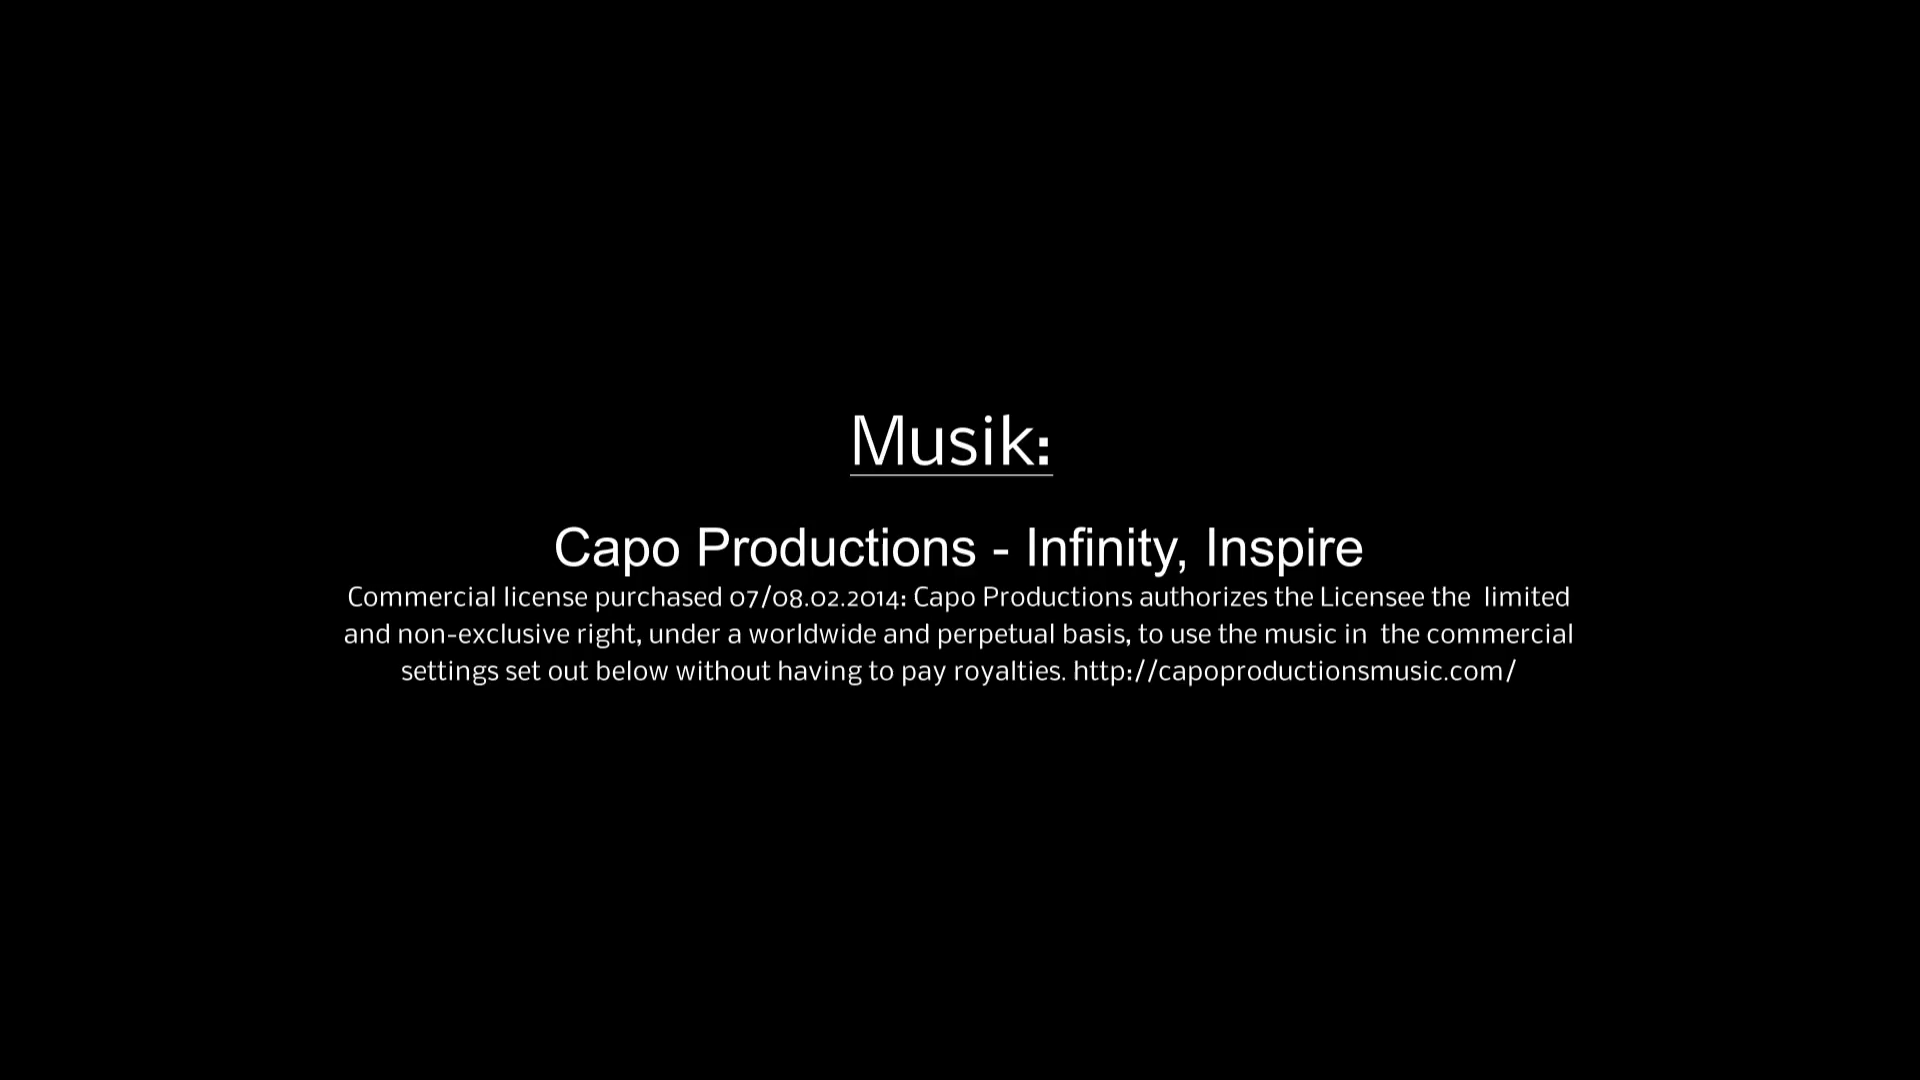 Musik:
Capo Productions - Infinity, Inspire
Commercial license purchased 07/08.02.2014: Capo Productions authorizes the Licensee the  limited
and non-exclusive right, under a worldwide and perpetual basis, to use the music in  the commercial
settings set out below without having to pay royalties. http://capoproductionsmusic.com/